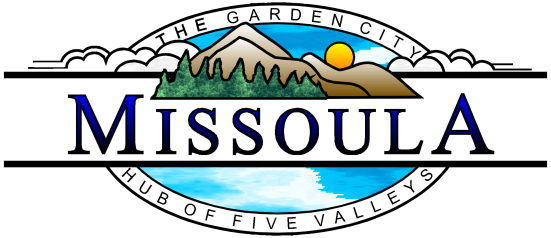 THE GARDEN CITY
MISSOULA
HUB OF FIVE VALLEYS